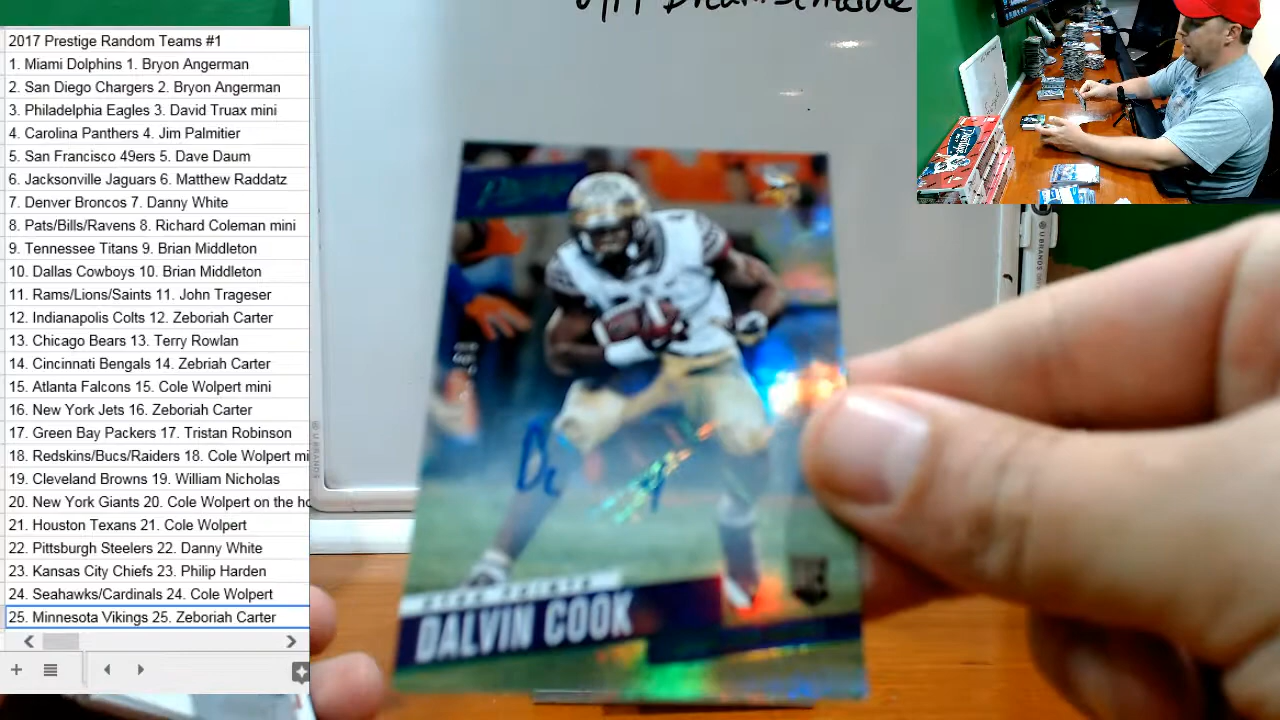 2017 Prestige Random Teams #1
1. Miami Dolphins 1. Bryon Angerman
2. San Diego Chargers 2. Bryon Angerman
3. Philadelphia Eagles 3. David Truax mini
4. Carolina Panthers 4. Jim Palmitier
5. San Francisco 49ers 5. Dave Daum
6. Jacksonville Jaguars 6. Matthew Raddatz
7. Denver Broncos 7. Danny White
8. Pats/Bills/Ravens 8. Richard Coleman mini
9. Tennessee Titans 9. Brian Middleton
10. Dallas Cowboys 10. Brian Middleton
11. Rams/Lions/Saints 11. John Trageser
12. Indianapolis Colts 12. Zeboriah Carter
13. Chicago Bears 13. Terry Rowlan
14. Cincinnati Bengals 14. Zebriah Carter
15. Atlanta Falcons 15. Cole Wolpert mini
16. New York Jets 16. Zeboriah Carter
17. Green Bay Packers 17. Tristan Robinson
18. Redskins/Bucs/Raiders 18. Cole Wolpert mi
19. Cleveland Browns 19. William Nicholas
20. New York Giants 20. Cole Wolpert on the ho
21. Houston Texans 21. Cole Wolpert
22. Pittsburgh Steelers 22. Danny White
23. Kansas City Chiefs 23. Philip Harden
24. Seahawks/Cardinals 24. Cole Wolpert
25. Minnesota Vikings 25. Zeboriah Carter
DALVIN COOK
U BRANDS